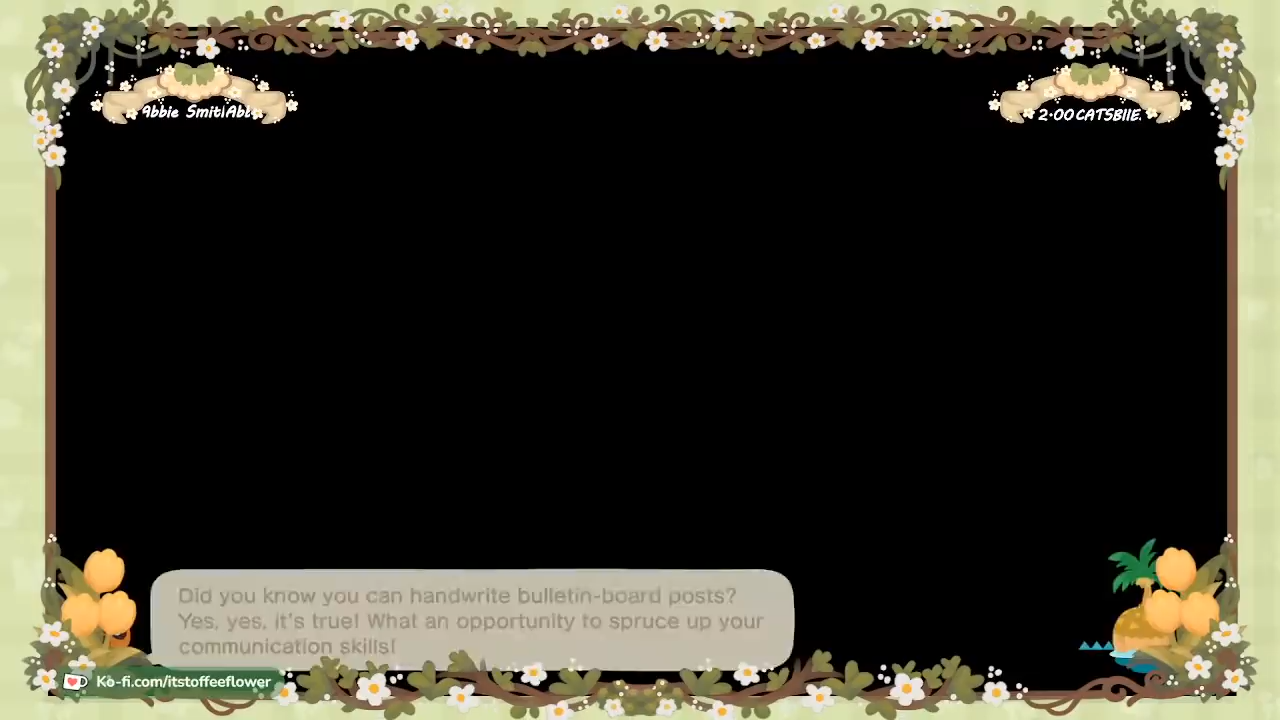 Abbie Smit
2.00 CATSBIIE.
Did you know you can handwrite bulletin-board posts?
Yes, yes, it's true! What an opportunity to spruce up your
communication skills!
Ko-fi.com/itstoffeeflower